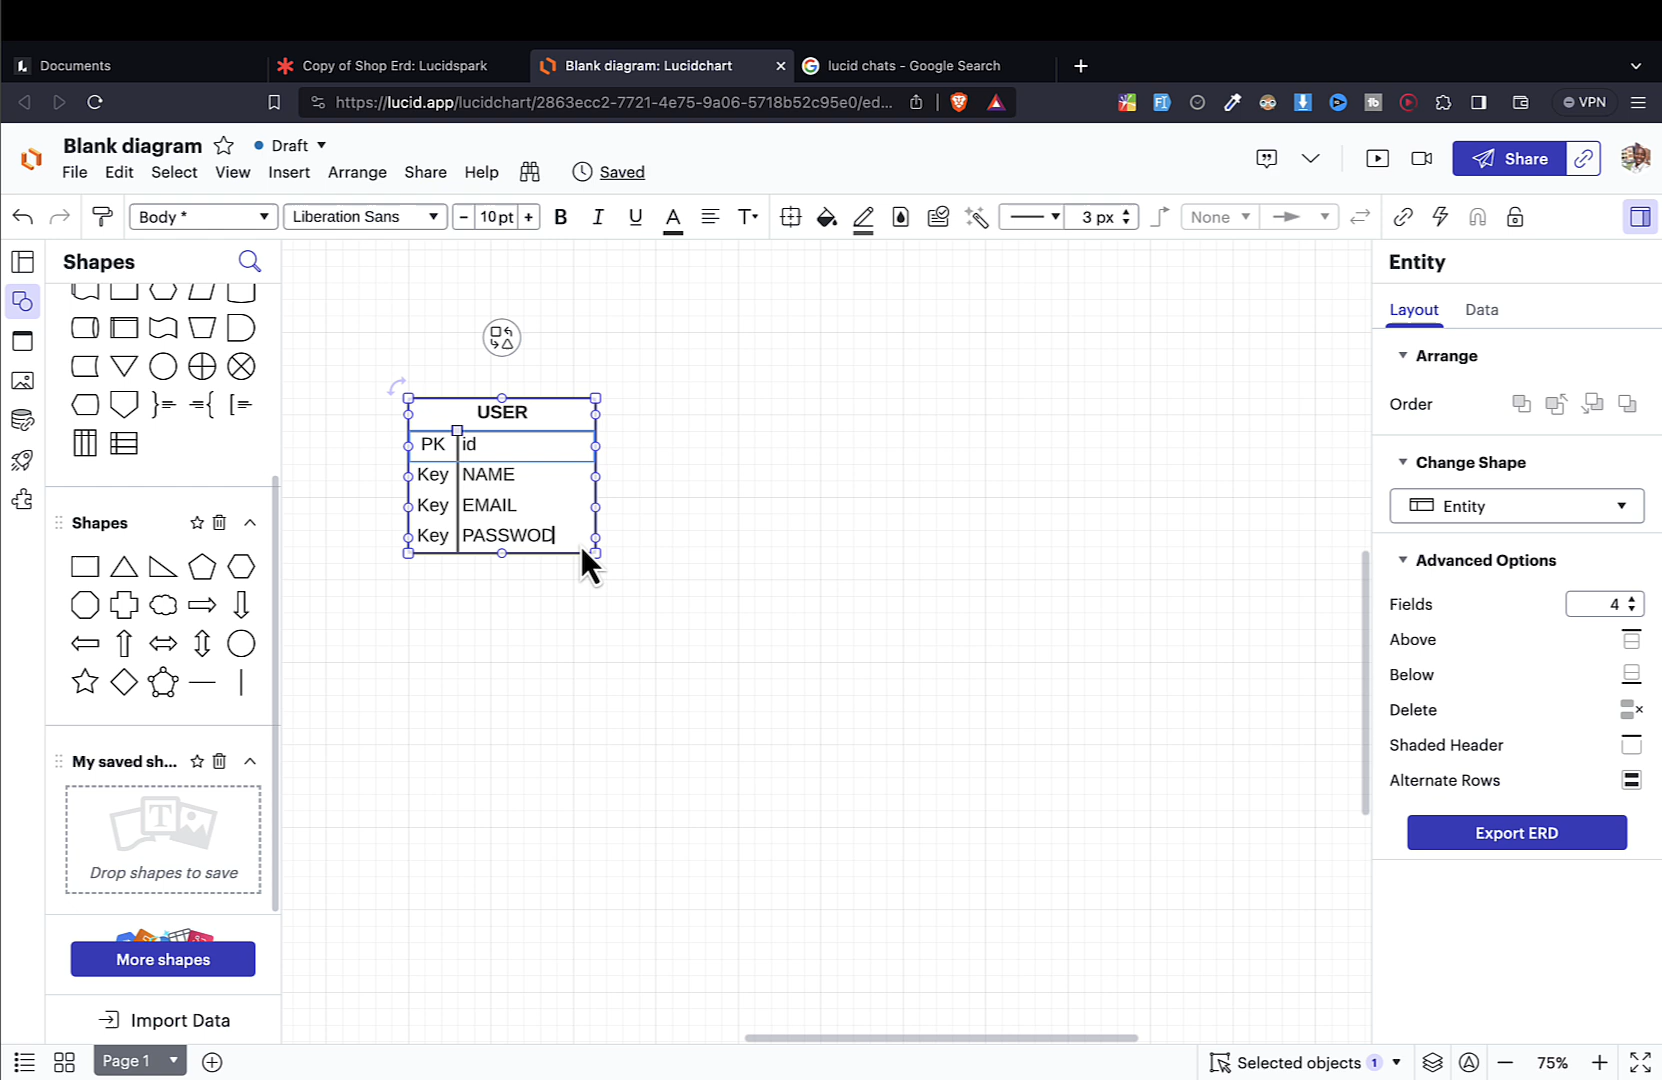 Documents
Copy of Shop Erd: Lucidspark
Blank diagram: Lucidchart
lucid chats - Google Search
https://lucid.app/lucidchart/2863ecc2-7721-4e75-9a06-5718b52c95e0/ed...
VPN
Blank diagram
Draft
File Edit Select View Insert Arrange Share Help
Saved
Share
Body *
Liberation Sans
10 pt
B I U A T
3 px
None
Shapes
Shapes
My saved sh...
T
Drop shapes to save
More shapes
Import Data
USER
PK id
Key NAME
Key EMAIL
Key PASSWOD
Entity
Layout Data
Arrange
Order
Change Shape
Entity
Advanced Options
Fields 4
Above
Below
Delete
Shaded Header
Alternate Rows
Export ERD
Page 1
Selected objects 1
75%